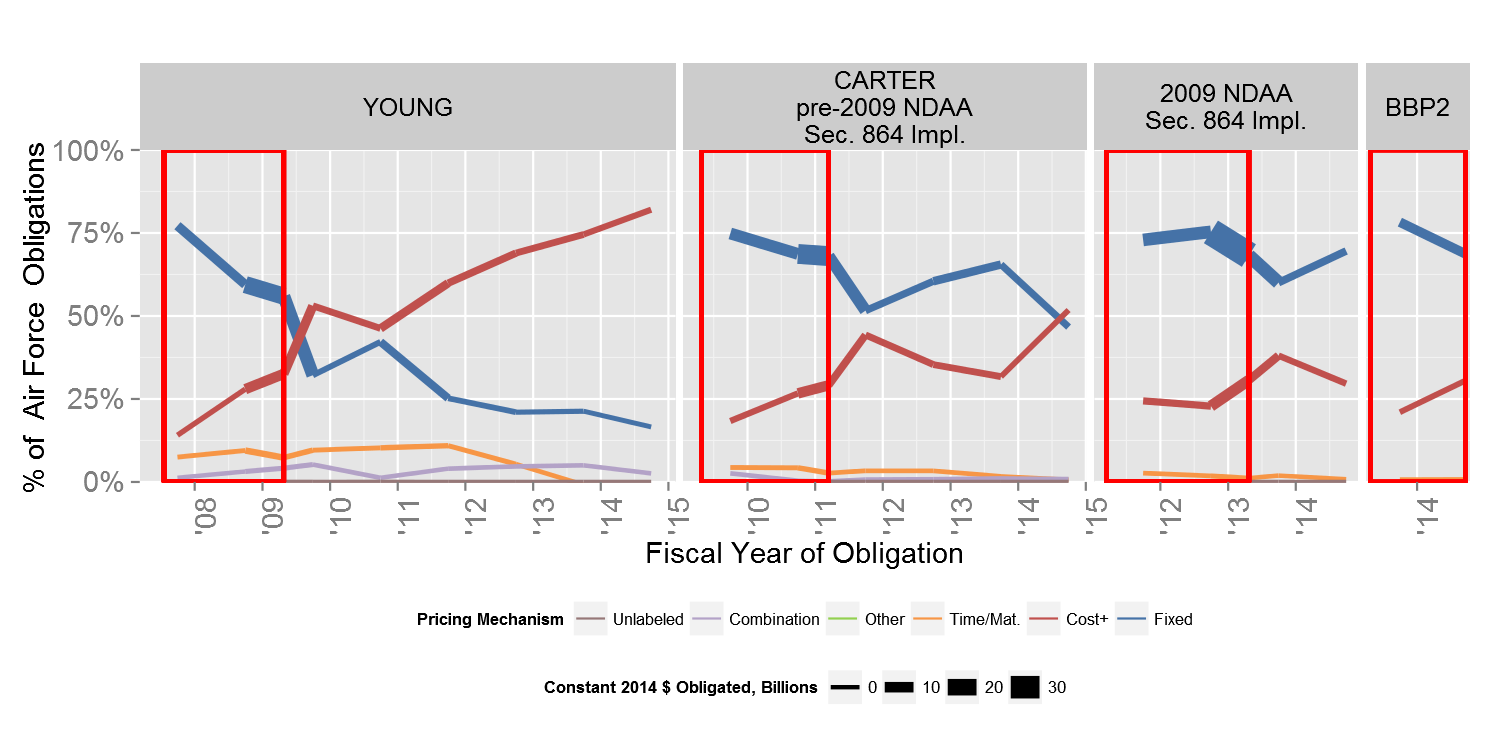 YOUNG
CARTER
pre-2009 NDAA
Sec. 864 Impl.
2009 NDAA
Sec. 864 Impl.
BBP2
% of Air Force Obligations
100%
75%
50%
25%
0%
'08 '09 '10 '11 '12 '13 '14 '15
'10 '11 '12 '13 '14 '15
'12 '13 '14
'14
Fiscal Year of Obligation
Pricing Mechanism Unlabeled Combination Other Time/Mat. Cost+ Fixed
Constant 2014 $ Obligated, Billions 0 10 20 30